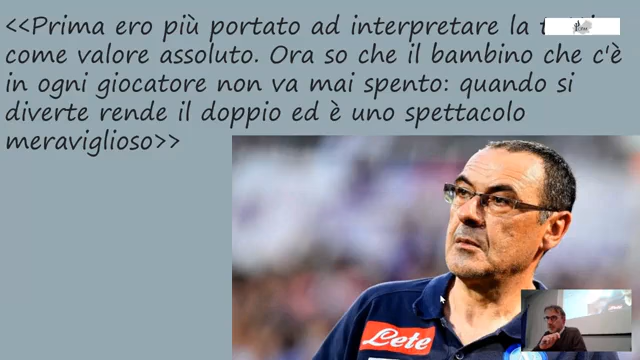 <<Prima ero più portato ad interpretare la
come valore assoluto. Ora so che il bambino che c'è
in ogni giocatore non va mai spento: quando si
diverte rende il doppio ed è uno spettacolo
meraviglioso>>
Lete